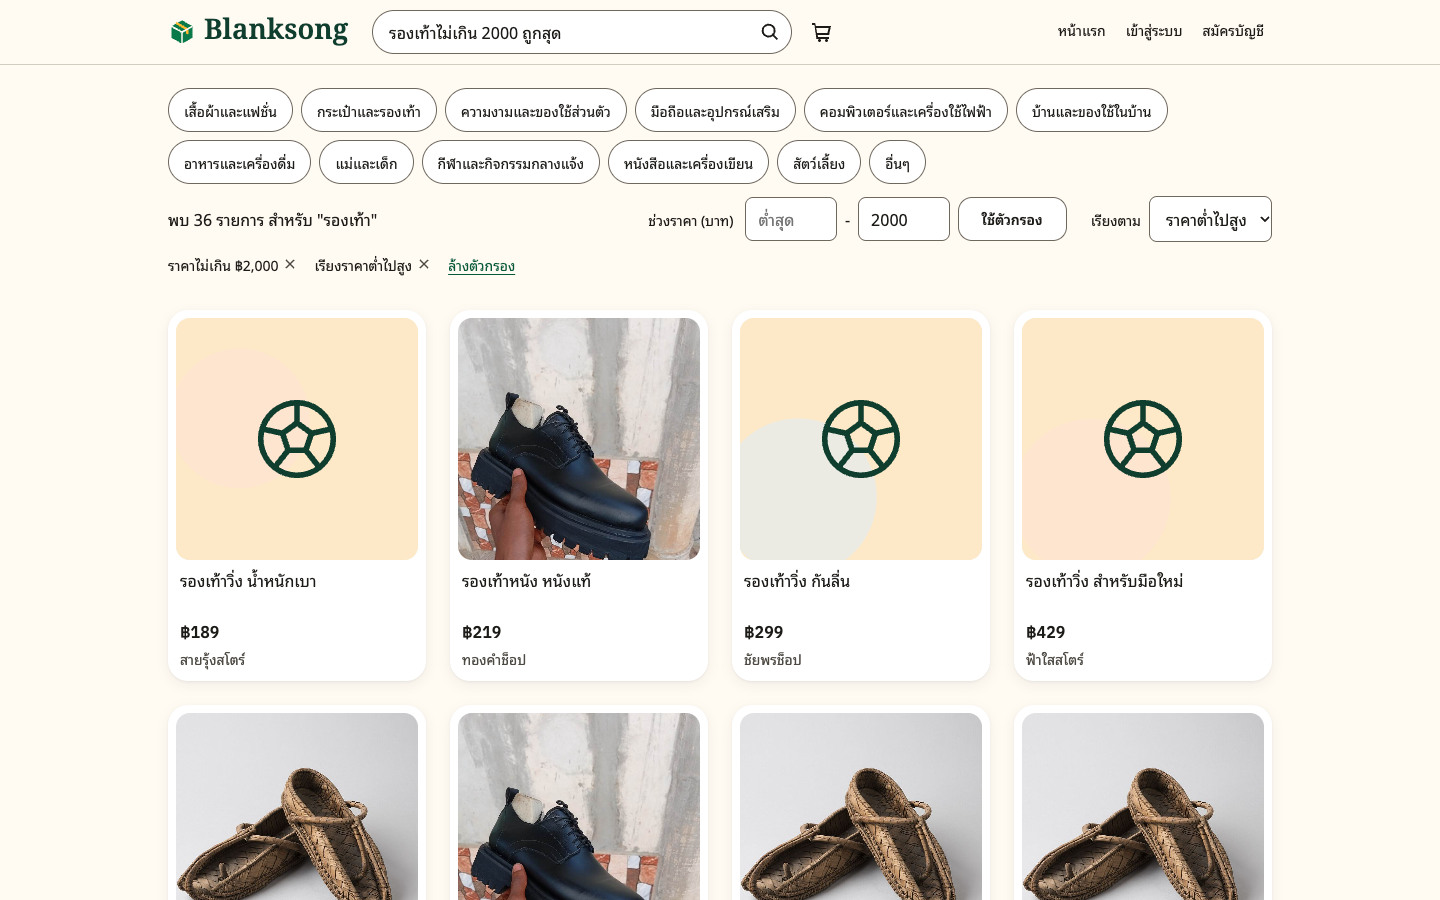 Blanksong
รองเท้าไม่เกิน 2000 ถูกสุด
หน้าแรก เข้าสู่ระบบ สมัครบัญชี
เสื้อผ้าและแฟชั่น กระเป๋าและรองเท้า ความงามและของใช้ส่วนตัว มือถือและอุปกรณ์เสริม คอมพิวเตอร์และเครื่องใช้ไฟฟ้า บ้านและของใช้ในบ้าน
อาหารและเครื่องดื่ม แม่และเด็ก กีฬาและกิจกรรมกลางแจ้ง หนังสือและเครื่องเขียน สัตว์เลี้ยง อื่นๆ
พบ 36 รายการ สำหรับ "รองเท้า" ช่วงราคา (บาท) ต่ำสุด - 2000 ใช้ตัวกรอง เรียงตาม ราคาต่ำไปสูง
ราคาไม่เกิน ฿2,000 ✕ เรียงราคาต่ำไปสูง ✕ ล้างตัวกรอง
รองเท้าวิ่ง น้ำหนักเบา
฿189
สายรุ้งสโตร์
รองเท้าหนัง หนังแท้
฿219
ทองคำช็อป
รองเท้าวิ่ง กันลื่น
฿299
ชัยพรช็อป
รองเท้าวิ่ง สำหรับมือใหม่
฿429
ฟ้าใสสโตร์